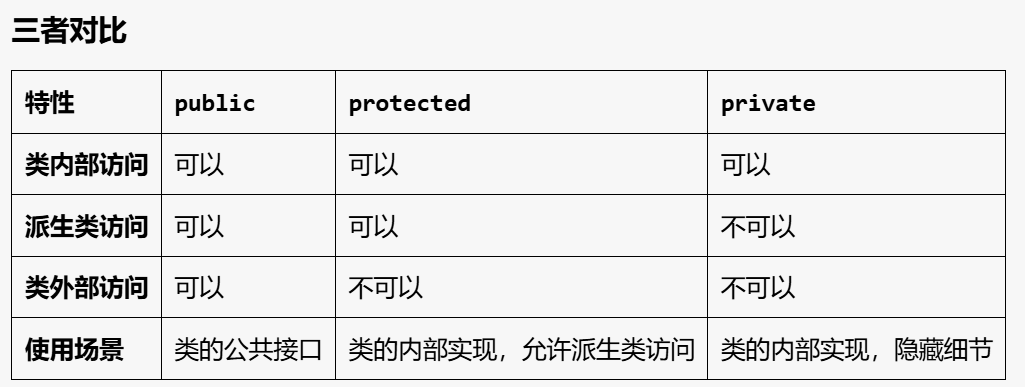 三者对比
特性 public protected private
类内部访问 可以 可以 可以
派生类访问 可以 可以 不可以
类外部访问 可以 不可以 不可以
使用场景 类的公共接口 类的内部实现，允许派生类访问 类的内部实现，隐藏细节